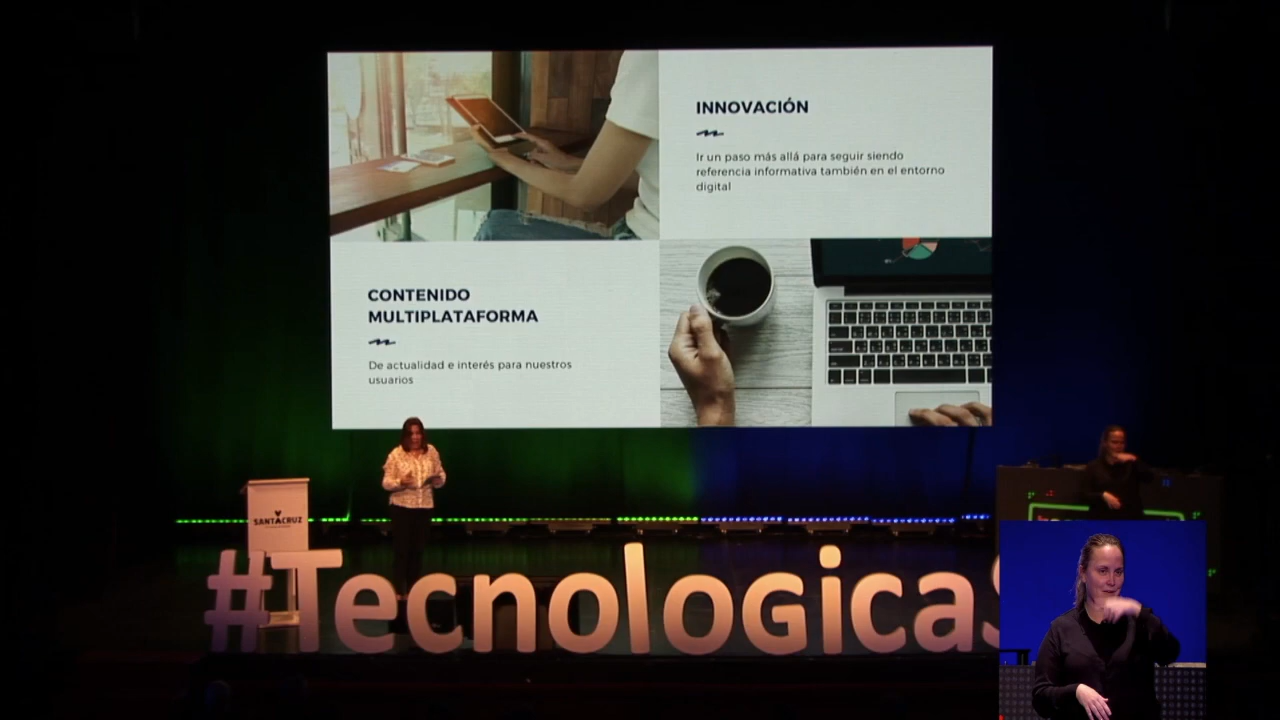 INNOVACIÓN
Ir un paso más allá para seguir siendo
referencia informativa también en el entorno
digital
CONTENIDO
MULTIPLATAFORMA
De actualidad e interés para nuestros
usuarios
SANTACRUZ
#TecnologicaS